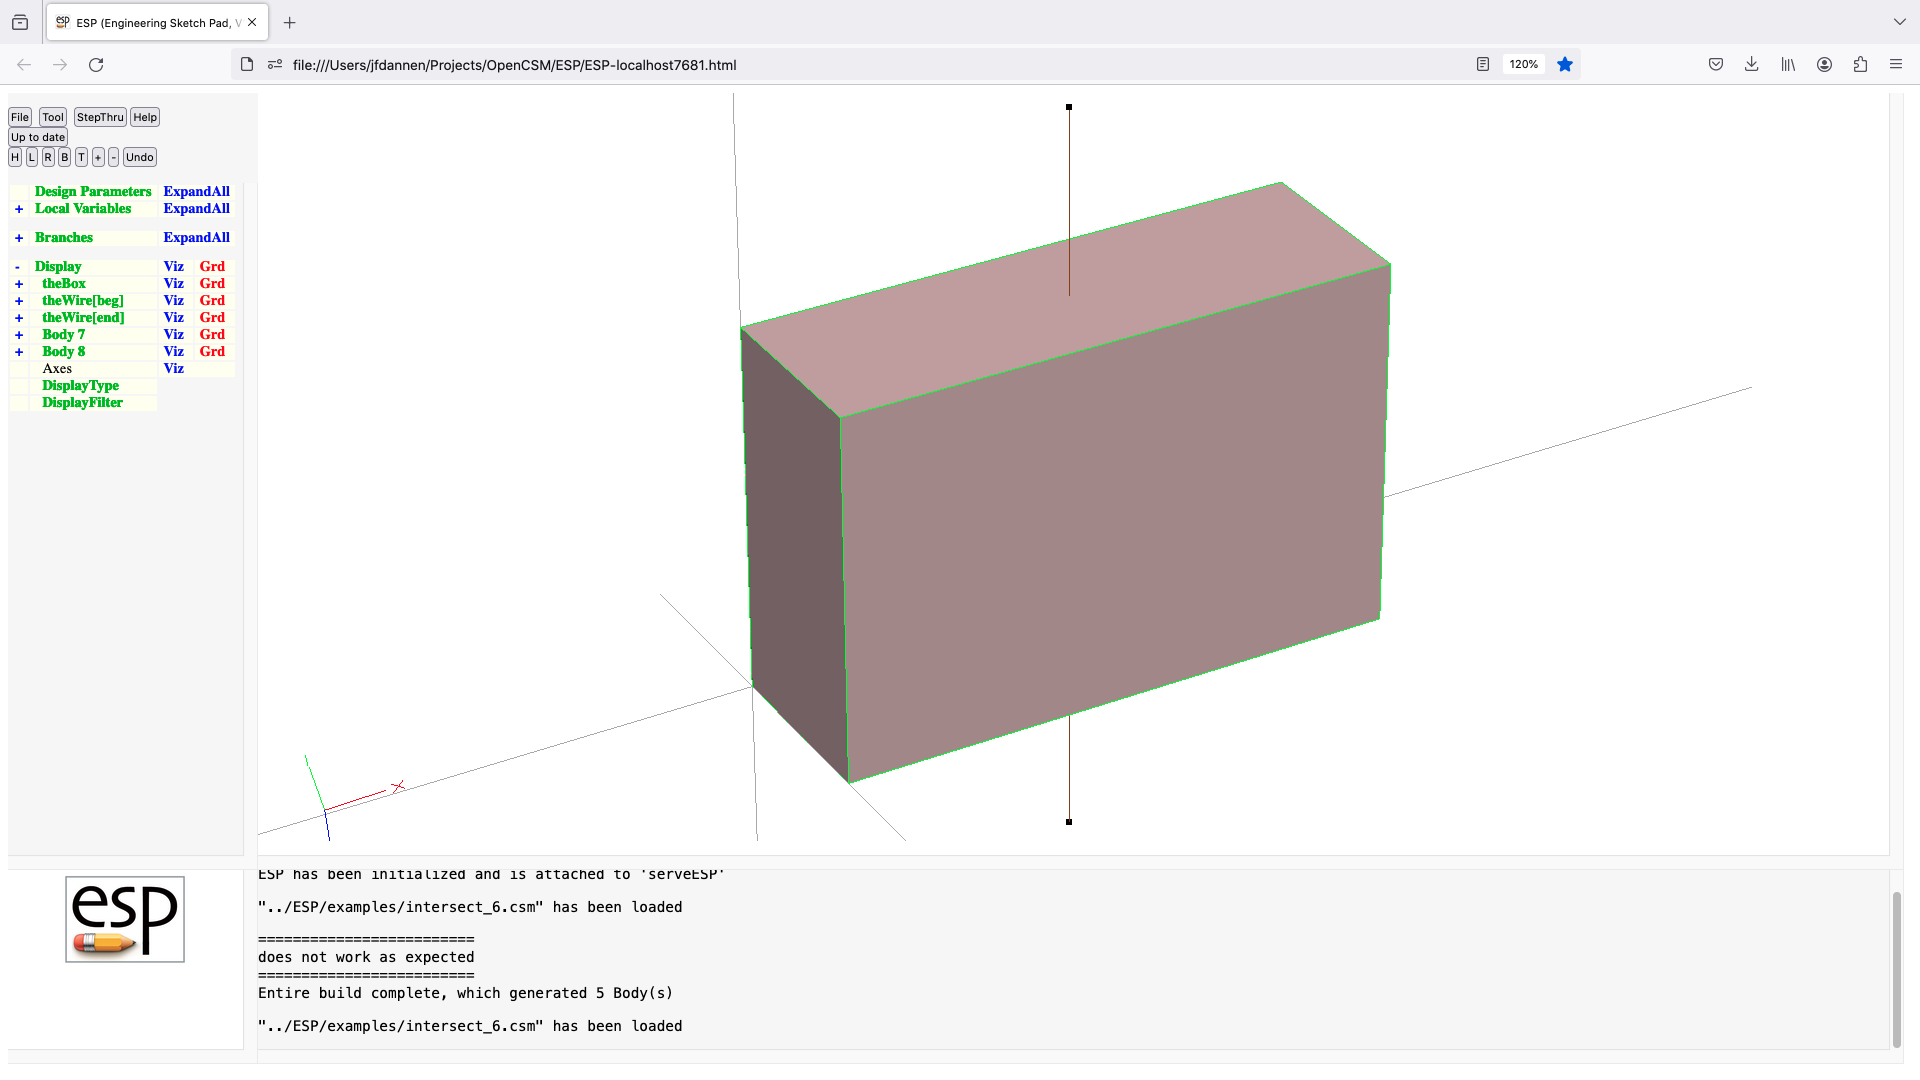 ESP (Engineering Sketch Pad, V
file:///Users/jfdannen/Projects/OpenCSM/ESP/ESP-localhost7681.html
120%
File Tool StepThru Help
Up to date
H L R B T + - Undo
Design Parameters ExpandAll
+ Local Variables ExpandAll
+ Branches ExpandAll
- Display Viz Grd
+ theBox Viz Grd
+ theWire[beg] Viz Grd
+ theWire[end] Viz Grd
+ Body 7 Viz Grd
+ Body 8 Viz Grd
Axes Viz
DisplayType
DisplayFilter
X
esp
ESP has been initialized and is attached to 'serveESP'
"../ESP/examples/intersect_6.csm" has been loaded
=========================
does not work as expected
=========================
Entire build complete, which generated 5 Body(s)
"../ESP/examples/intersect_6.csm" has been loaded